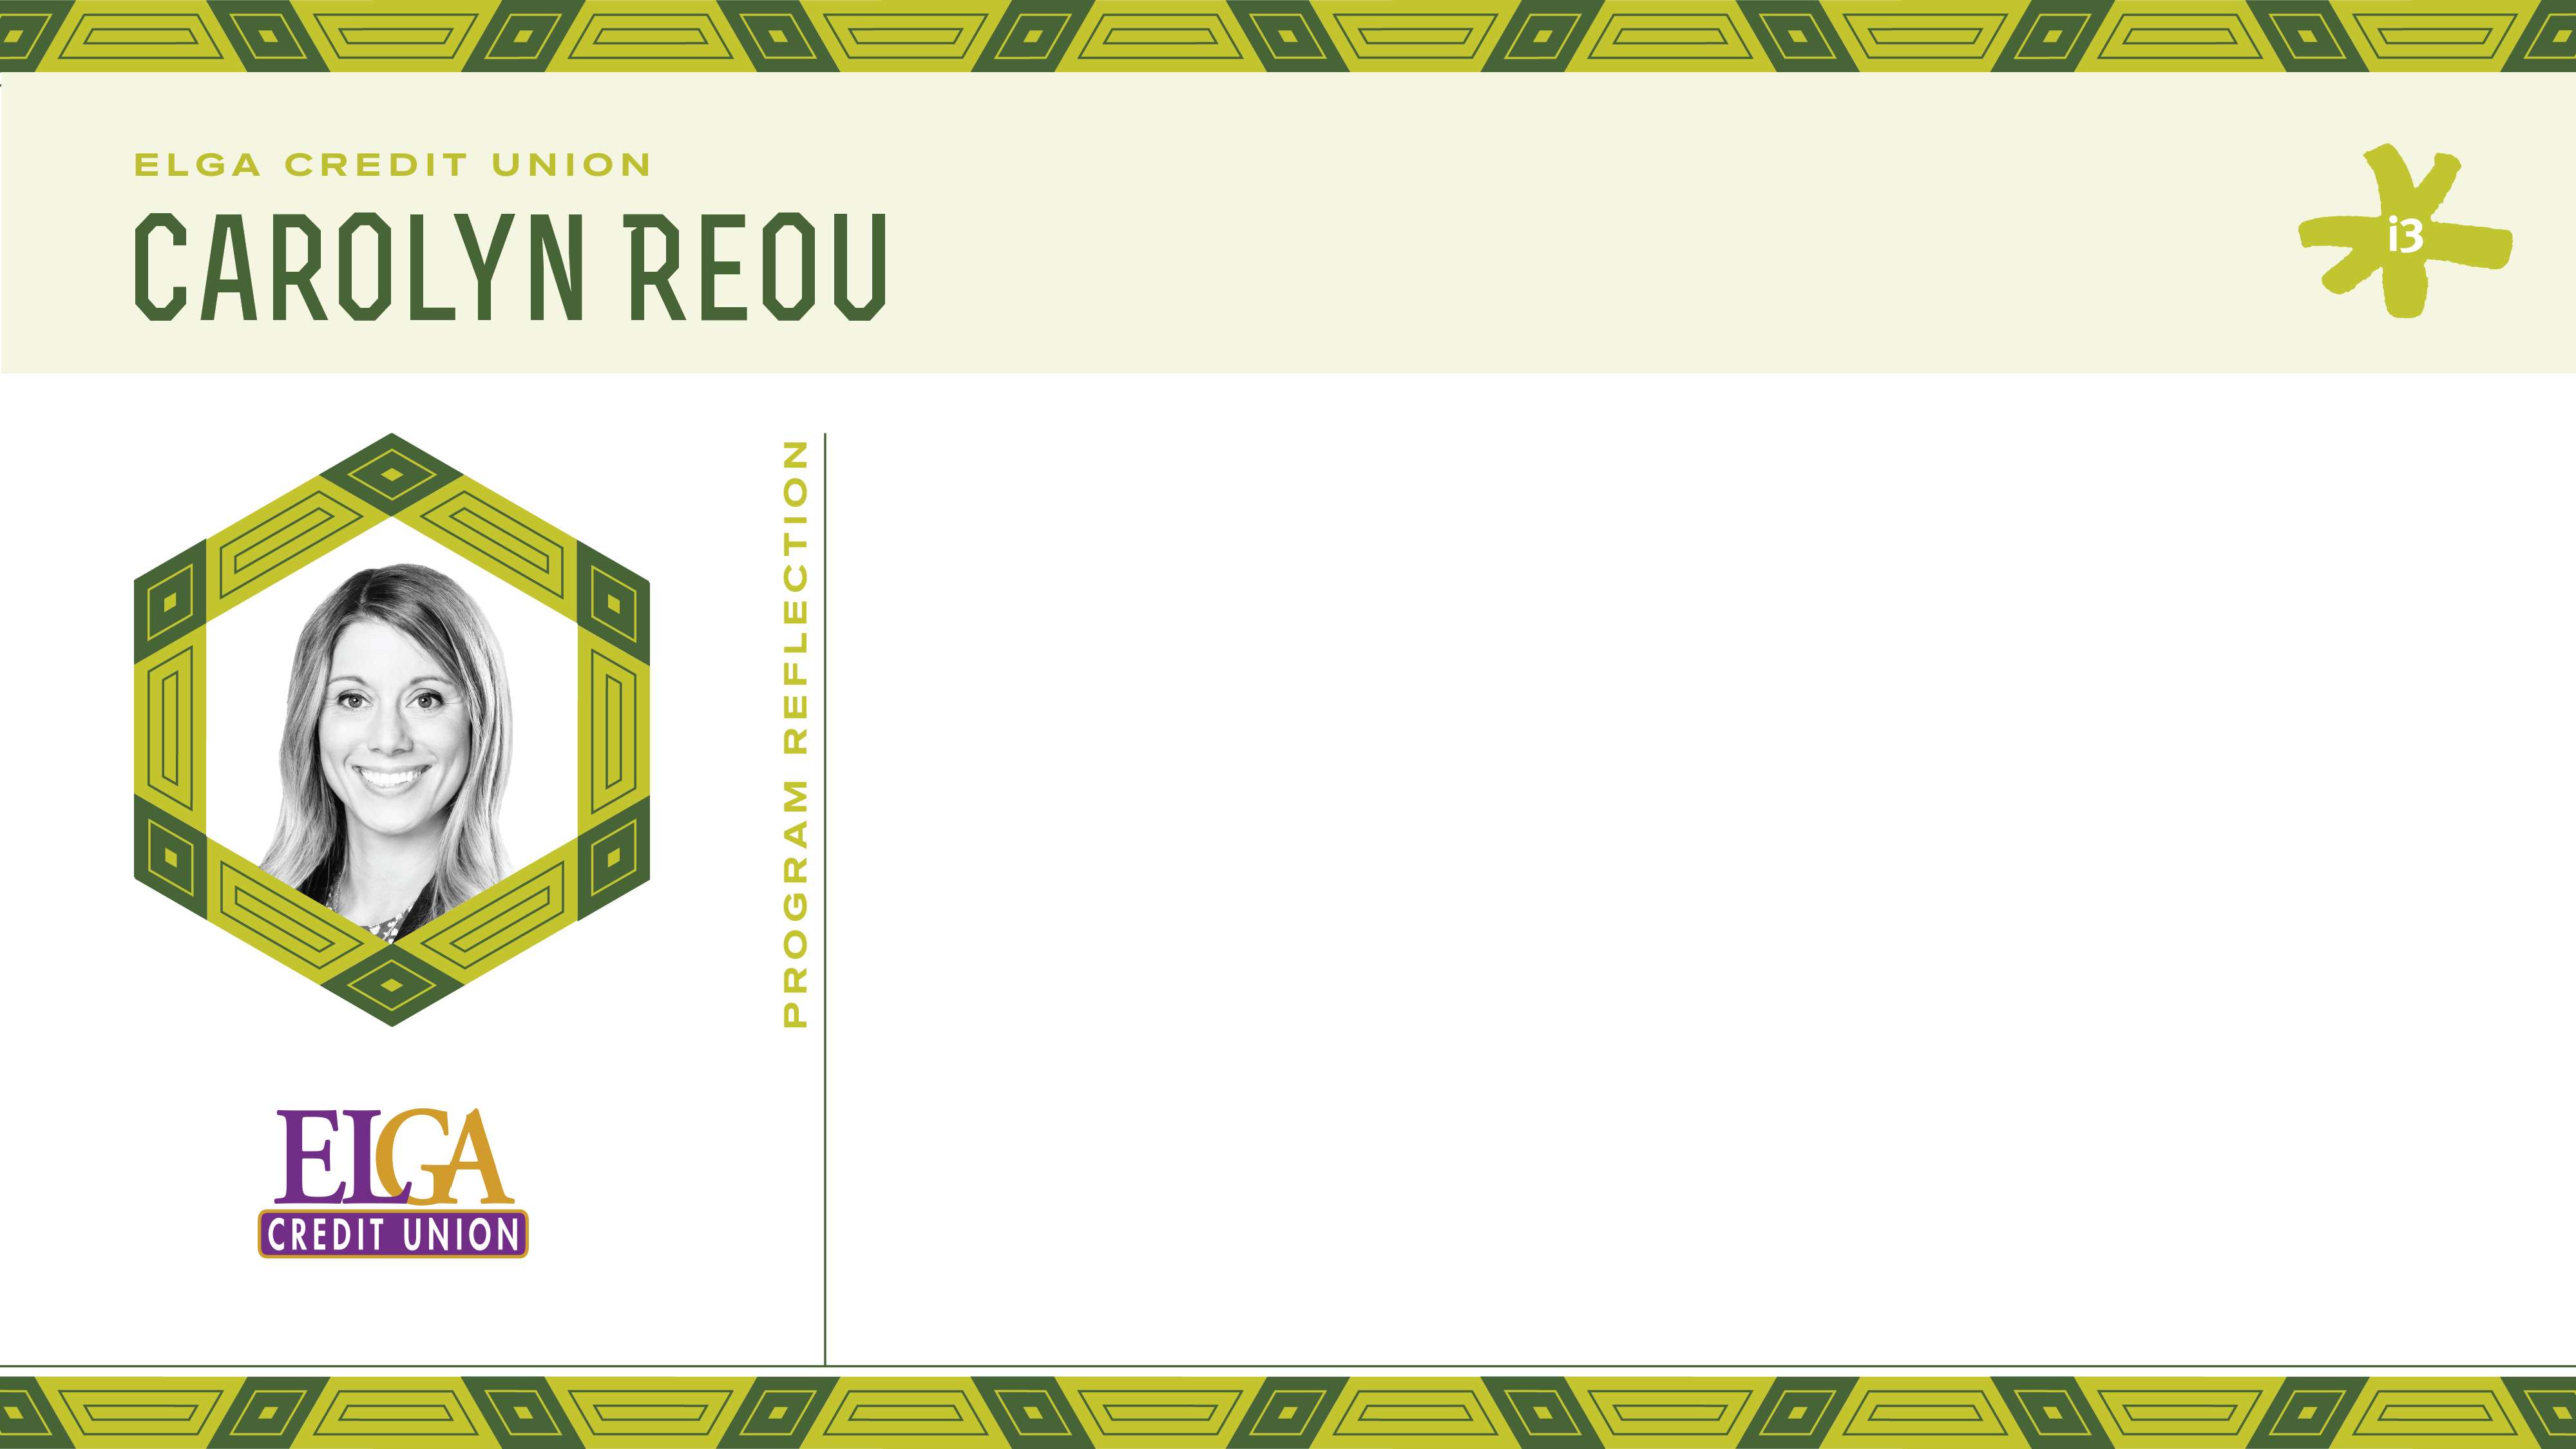 ELGA CREDIT UNION
CAROLYN REOU
i3
PROGRAM REFLECTION
ELGA
CREDIT UNION